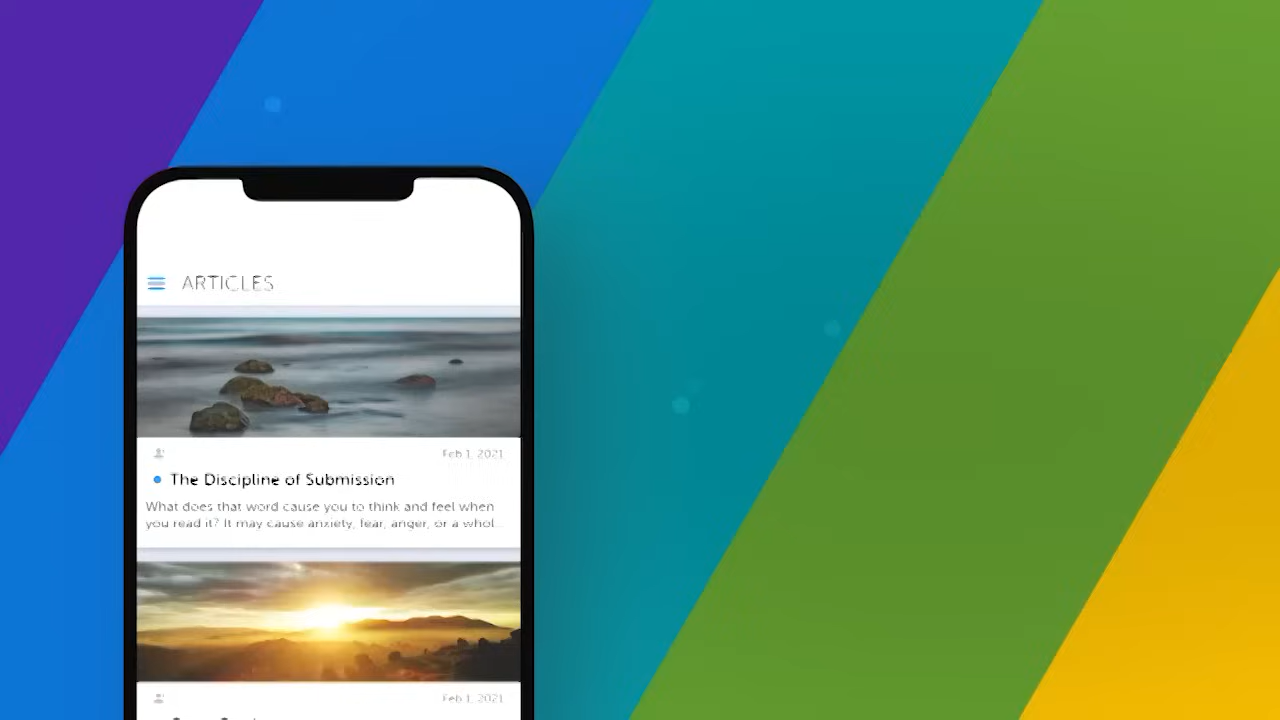 ARTICLES
Feb 1, 2021
The Discipline of Submission
What does that word cause you to think and feel when
you read it? It may cause anxiety, fear, anger, or a whol...
Feb 1, 2021